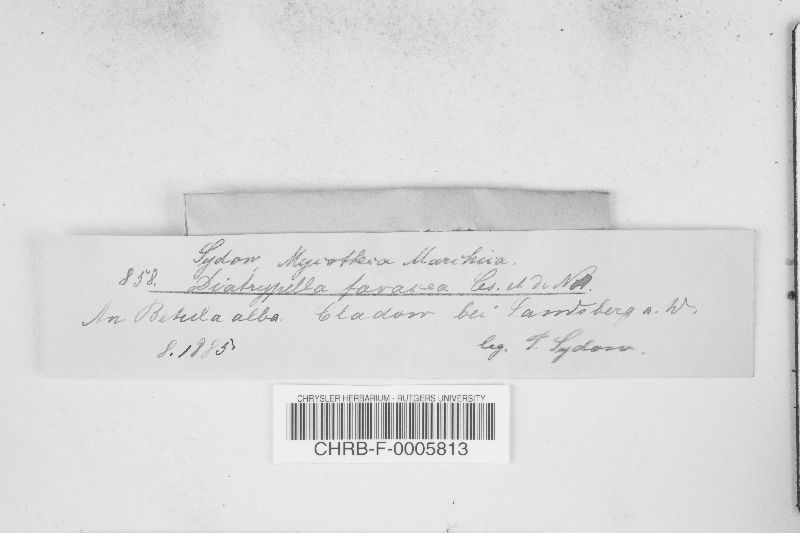 Sydow, Mycotheca Marchica.
858. Diatrypella favacea Ces. et de Not.
An Betula alba. Cladow bei Landsberg a. W.
8. 1885. leg. P. Sydow.
CHRYSLER HERBARIUM - RUTGERS UNIVERSITY
CHRB-F-0005813